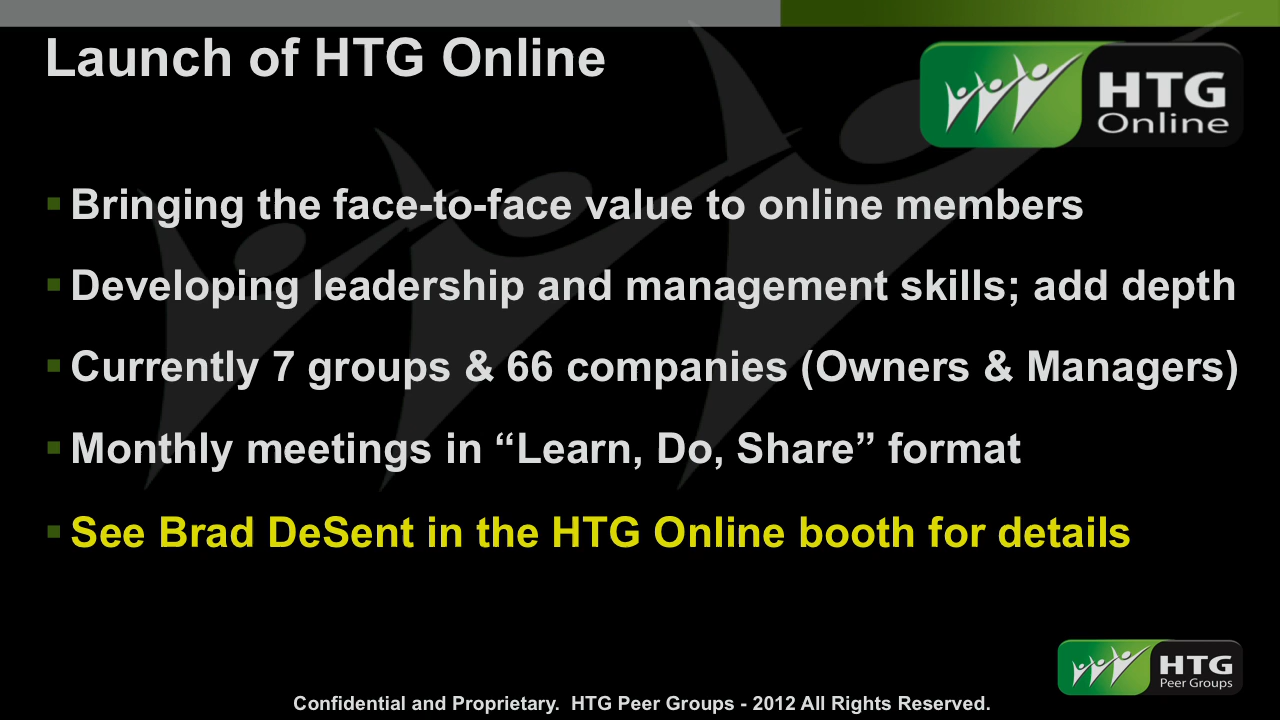 Launch of HTG Online
HTG
Online
▪ Bringing the face-to-face value to online members
▪ Developing leadership and management skills; add depth
▪ Currently 7 groups & 66 companies (Owners & Managers)
▪ Monthly meetings in “Learn, Do, Share” format
▪ See Brad DeSent in the HTG Online booth for details
HTG
Peer Groups
Confidential and Proprietary.  HTG Peer Groups - 2012 All Rights Reserved.